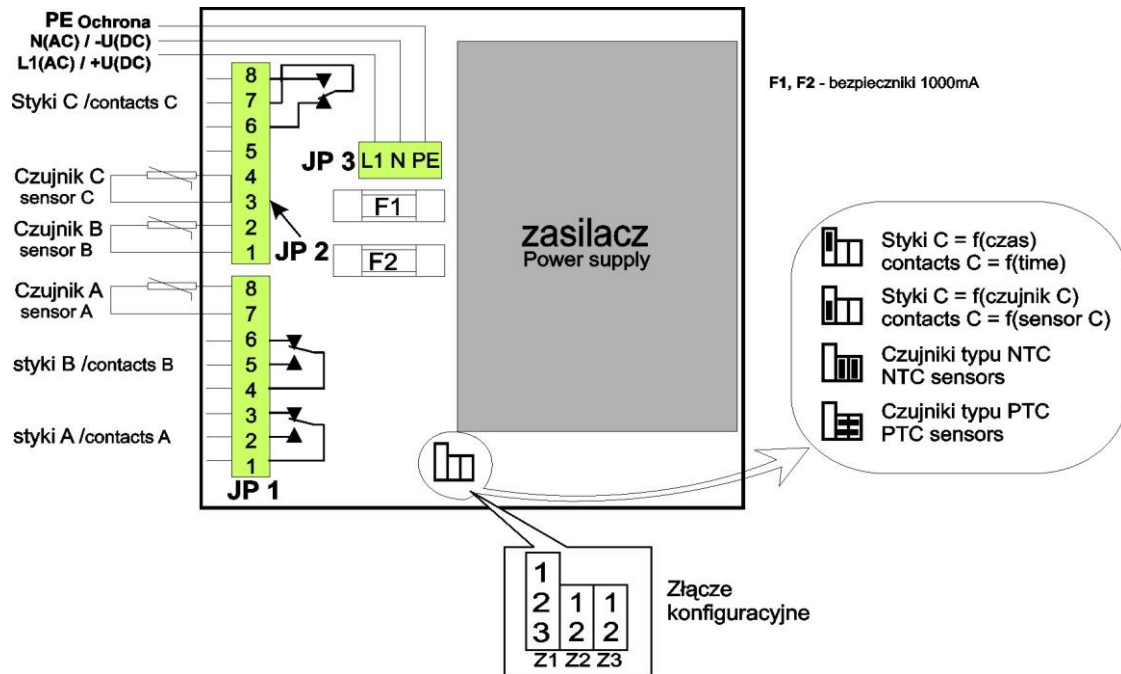 PE Ochrona
N(AC) / -U(DC)
L1(AC) / +U(DC)
Styki C /contacts C
Czujnik C
sensor C
Czujnik B
sensor B
Czujnik A
sensor A
styki B /contacts B
styki A /contacts A
8
7
6
5
4
3
2
1
JP 2
8
7
6
5
4
3
2
1
JP 1
JP 3
L1 N PE
F1
F2
zasilacz
Power supply
F1, F2 - bezpieczniki 1000mA
Styki C = f(czas)
contacts C = f(time)
Styki C = f(czujnik C)
contacts C = f(sensor C)
Czujniki typu NTC
NTC sensors
Czujniki typu PTC
PTC sensors
1
2 1 1
3 2 2
Z1 Z2 Z3
Złącze
konfiguracyjne